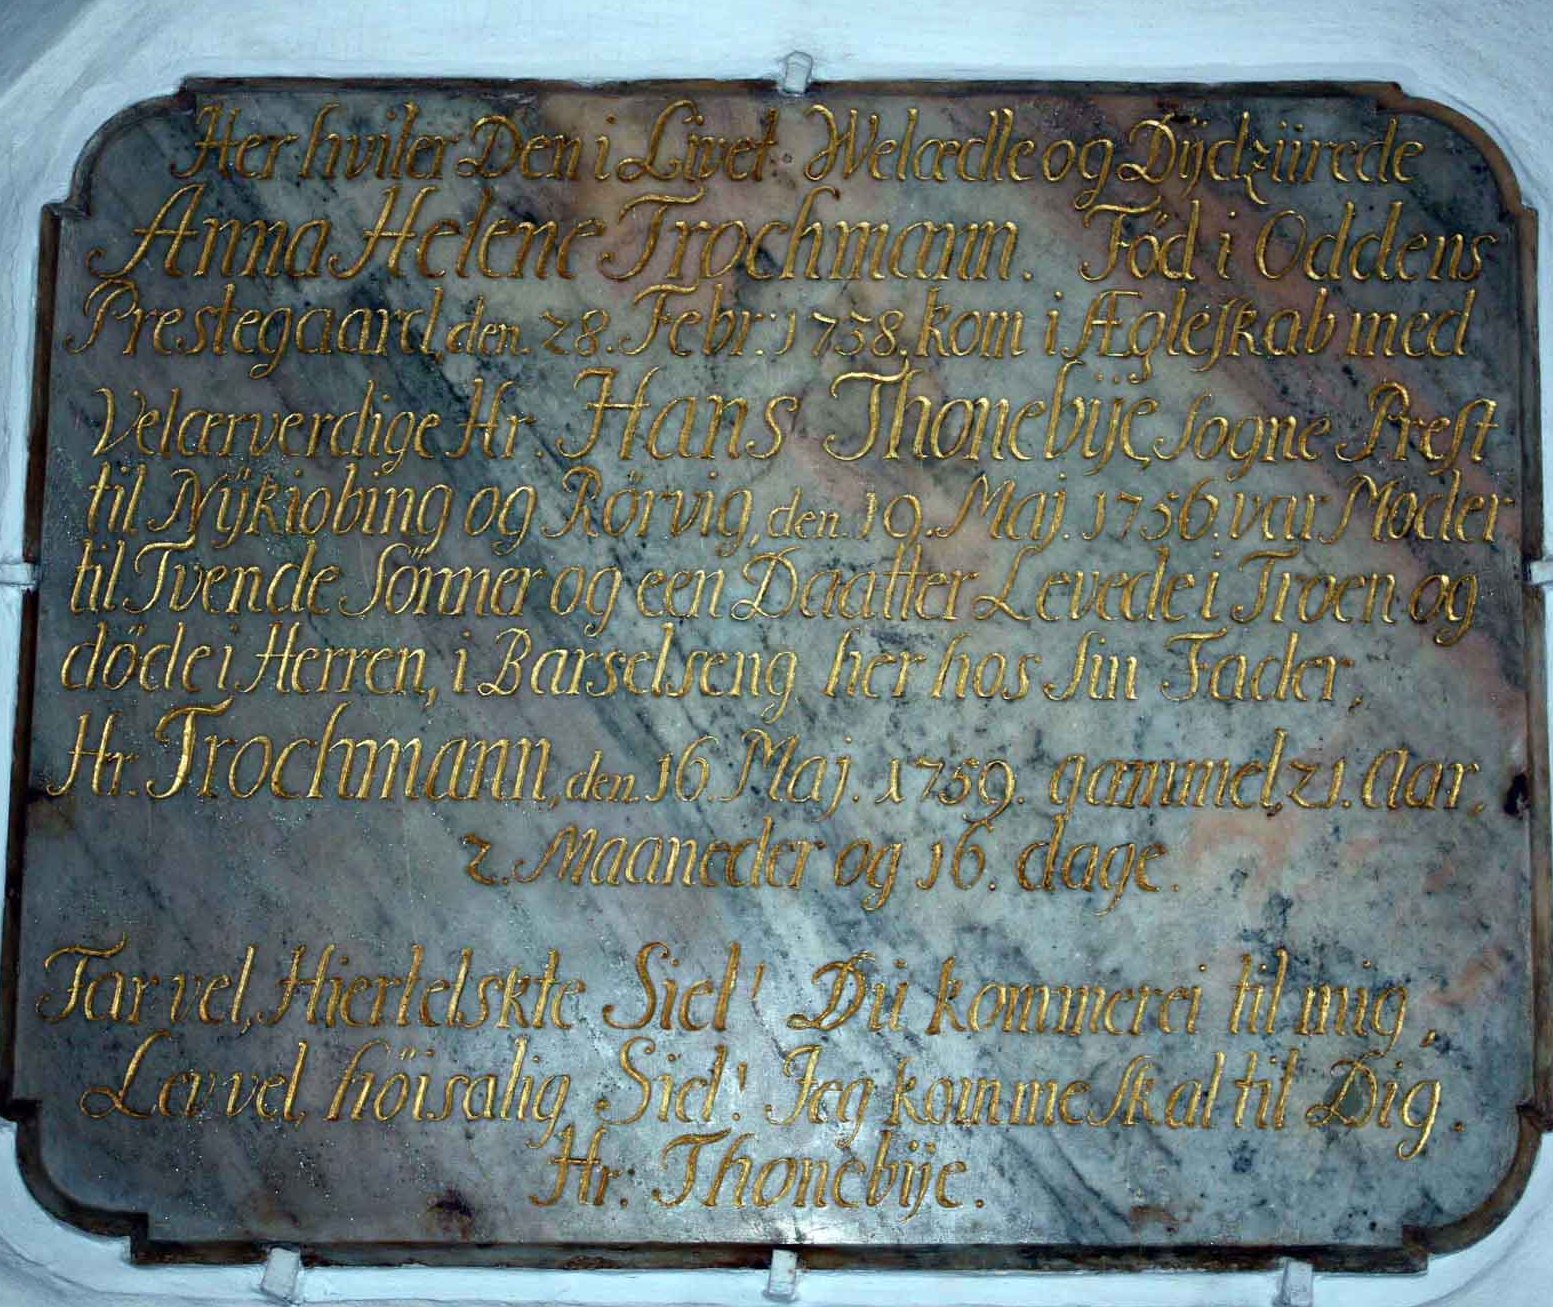 Her hviler Den i Livet. Welædle og Dijdziirede
Anna Helene Trochmann. Föd i Oddens
Prestegaard, den 28. Febr: 1738, kom i Ægteskab med
Velærverdige Hr. Hans Thonebije, sogne Prest
til Nÿkiobing og Rörvig, den 19. Maj. 1756. var Moder
til Tvende Sönner og een Daatter Levede i Troen og
döde i Herren, i Barselseng her hos sin Fader,
Hr. Trochmann, den 16 Maj. 1759. gammel, 21. aar,
2. Maaneder og 16. dage.
Far vel, Hiertelskte Siel! Du kommer ei til mig,
Lev vel, höisalig Siel! Jeg komme skal til Dig.
Hr. Thonebije.